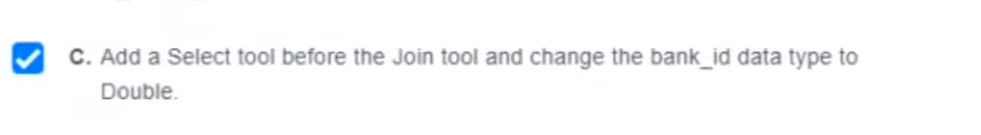 C. Add a Select tool before the Join tool and change the bank_id data type to
Double.